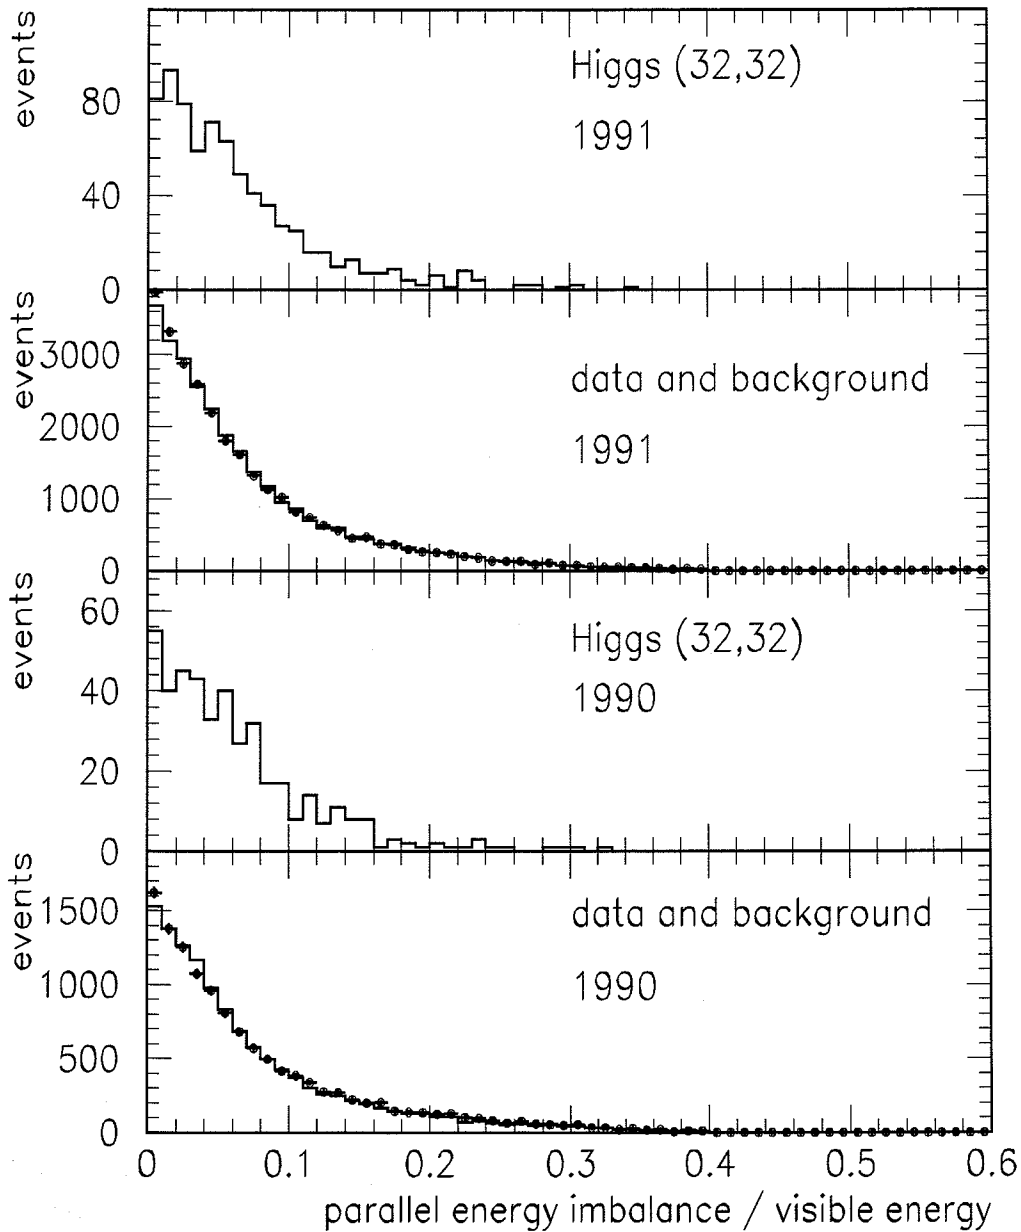 events
Higgs (32,32)
1991
80
40
0
events
data and background
1991
3000
2000
1000
0
events
Higgs (32,32)
1990
60
40
20
0
events
data and background
1990
1500
1000
500
0
0 0.1 0.2 0.3 0.4 0.5 0.6
parallel energy imbalance / visible energy